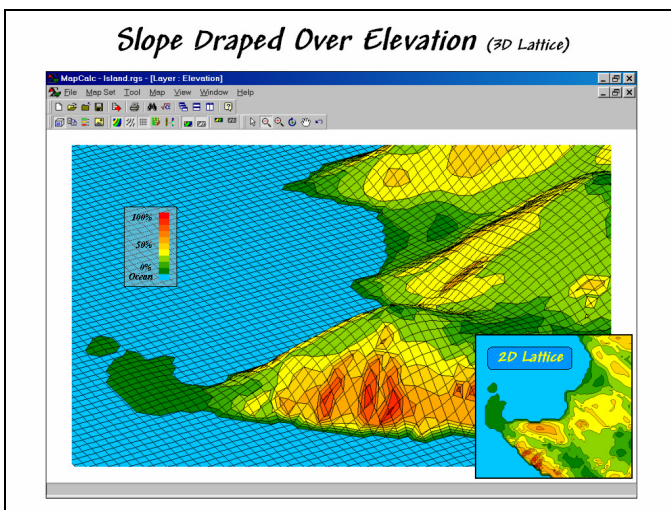 Slope Draped Over Elevation (3D Lattice)
MapCalc - Island.rgs - [Layer : Elevation]
File Map Set Tool Map View Window Help
100%
50%
0%
Ocean
2D Lattice